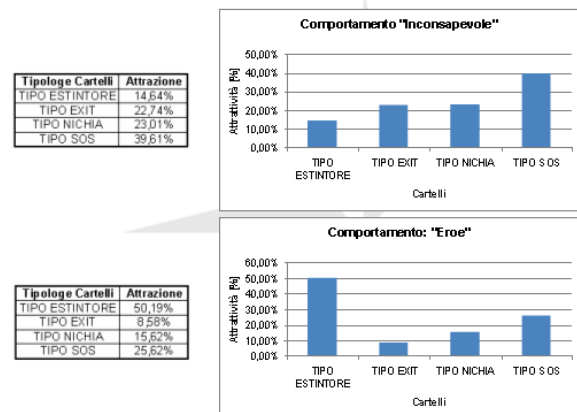 Tipologe Cartelli Attrazione
TIPO ESTINTORE 14,64%
TIPO EXIT 22,74%
TIPO NICHIA 23,01%
TIPO SOS 39,61%
Comportamento "Inconsapevole"
Attrattività [%]
50,00%
40,00%
30,00%
20,00%
10,00%
0,00%
TIPO ESTINTORE TIPO EXIT TIPO NICHIA TIPO SOS
Cartelli
Tipologe Cartelli Attrazione
TIPO ESTINTORE 50,19%
TIPO EXIT 8,58%
TIPO NICHIA 15,62%
TIPO SOS 25,62%
Comportamento: "Eroe"
Attrattività [%]
60,00%
50,00%
40,00%
30,00%
20,00%
10,00%
0,00%
TIPO ESTINTORE TIPO EXIT TIPO NICHIA TIPO SOS
Cartelli